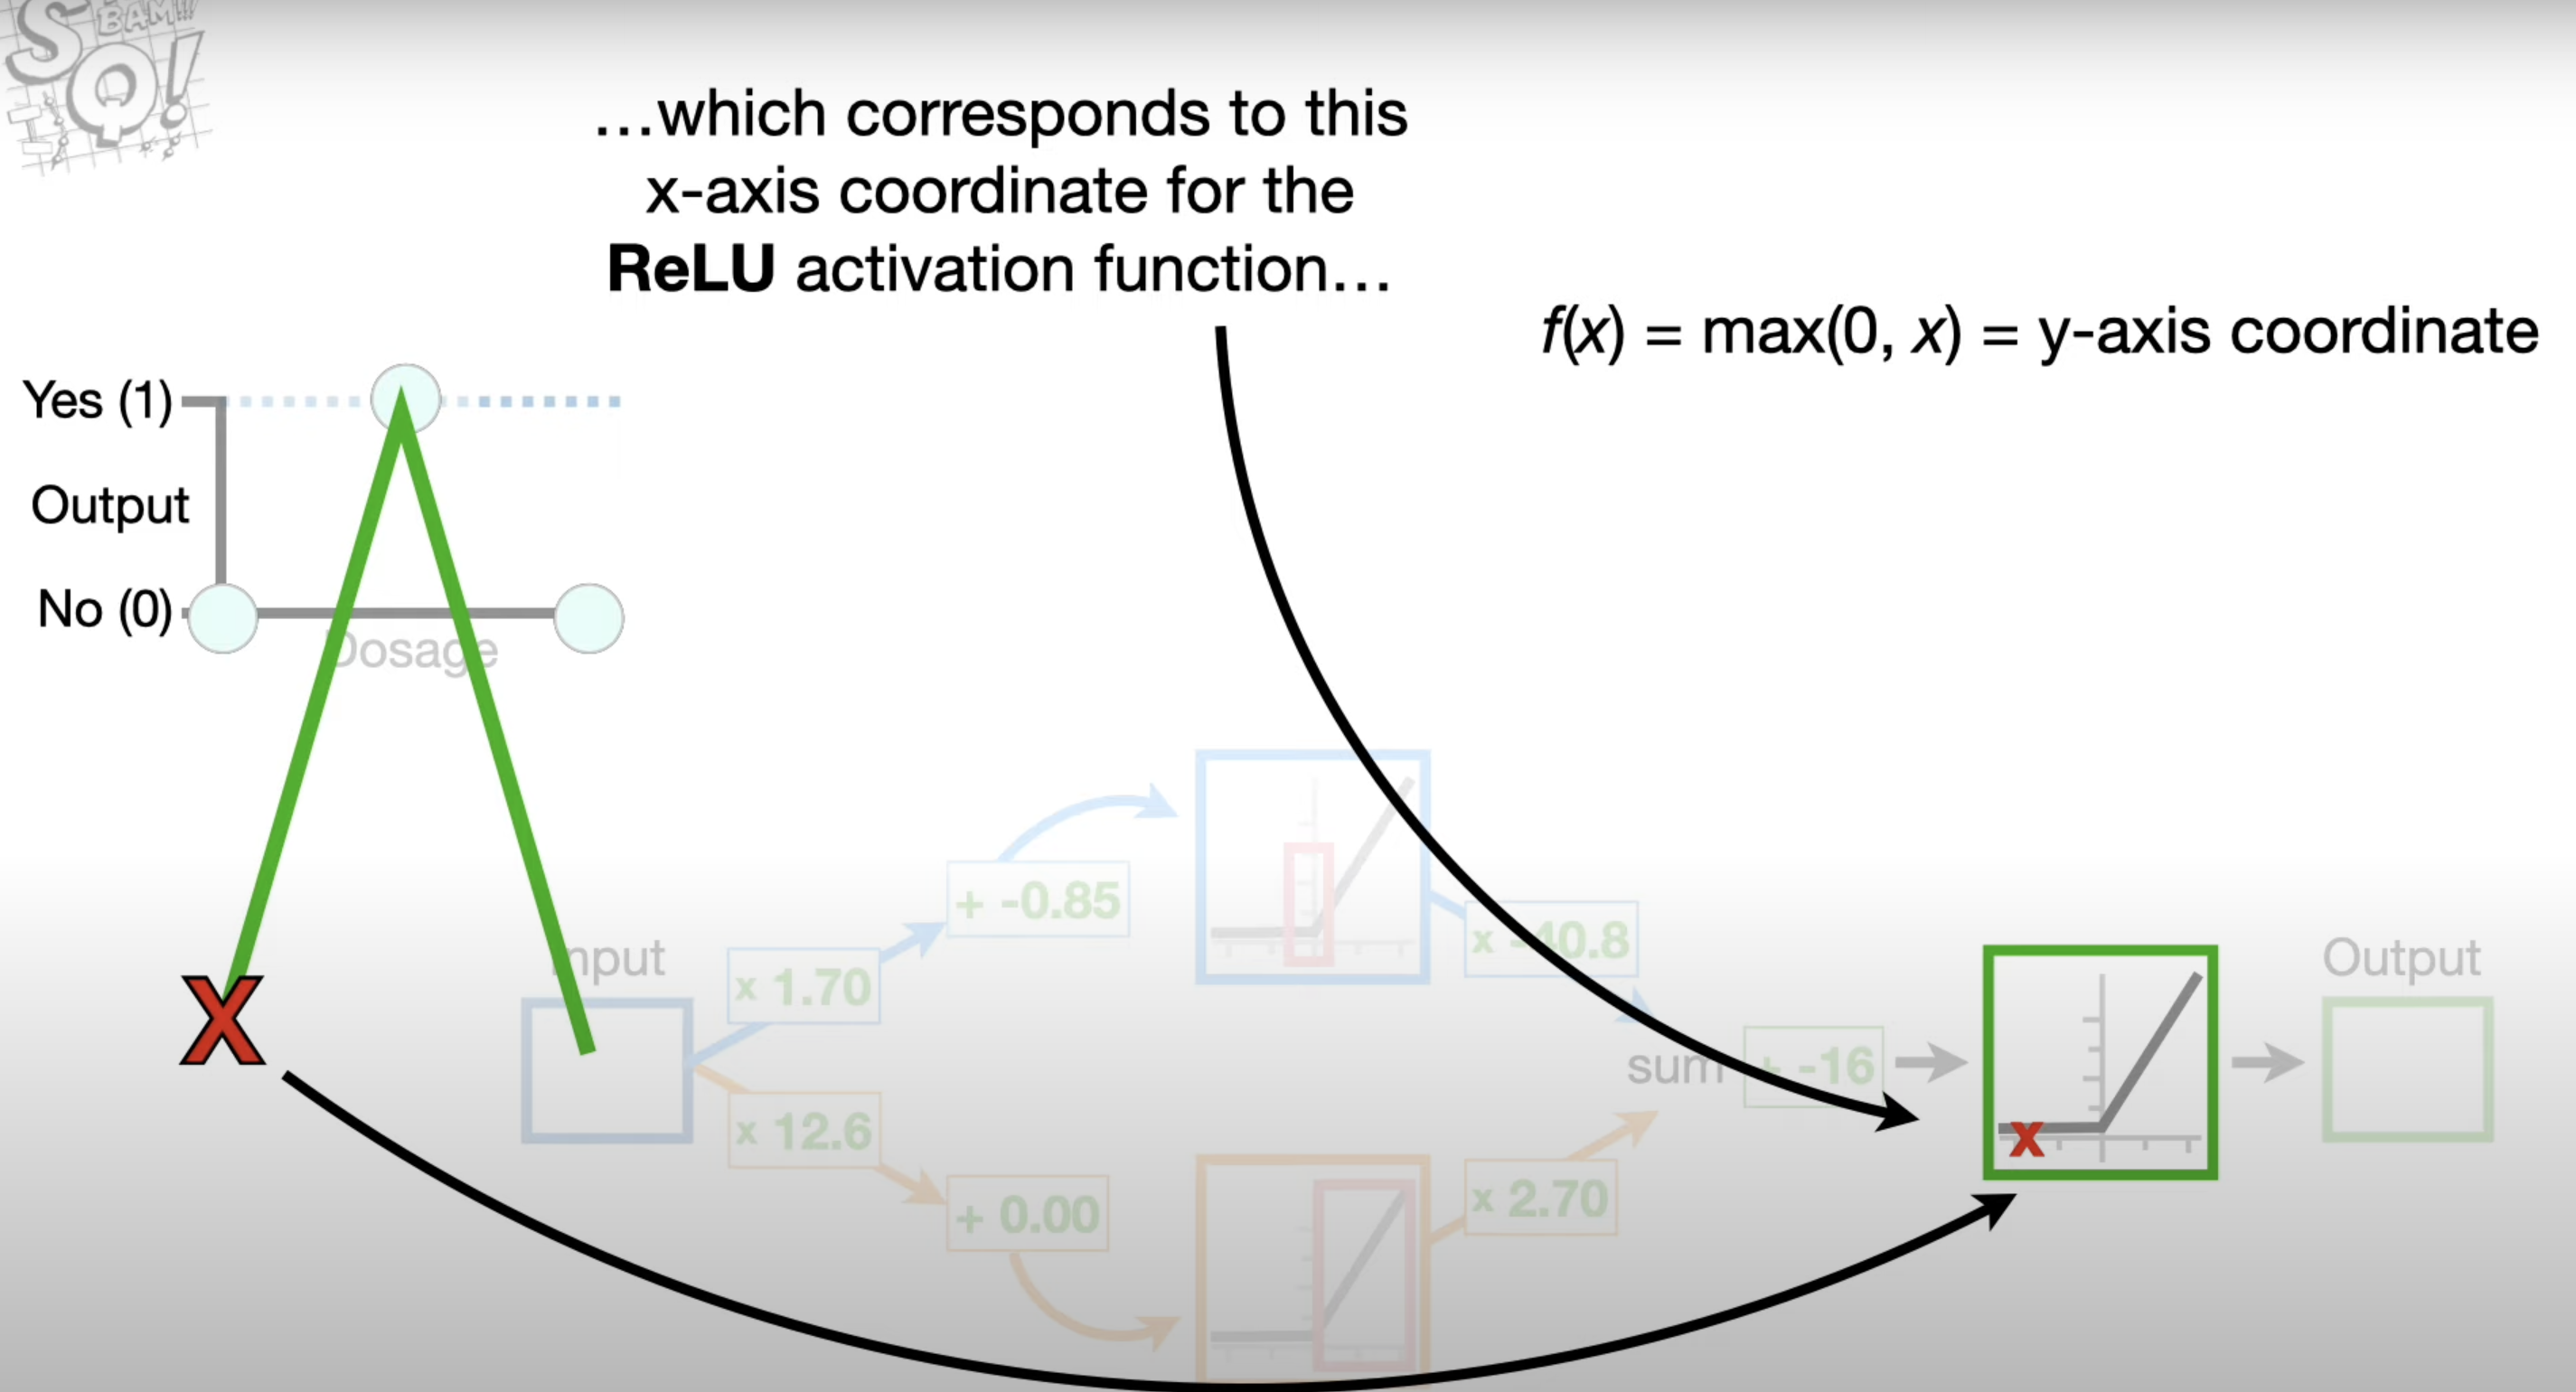 BAM!!!
SQ!
…which corresponds to this
x-axis coordinate for the
ReLU activation function…
f(x) = max(0, x) = y-axis coordinate
Yes (1)
Output
No (0)
Dosage
+ -0.85
x -40.8
Input
x 1.70
Output
X
sum
+ -16
x 12.6
x
x 2.70
+ 0.00